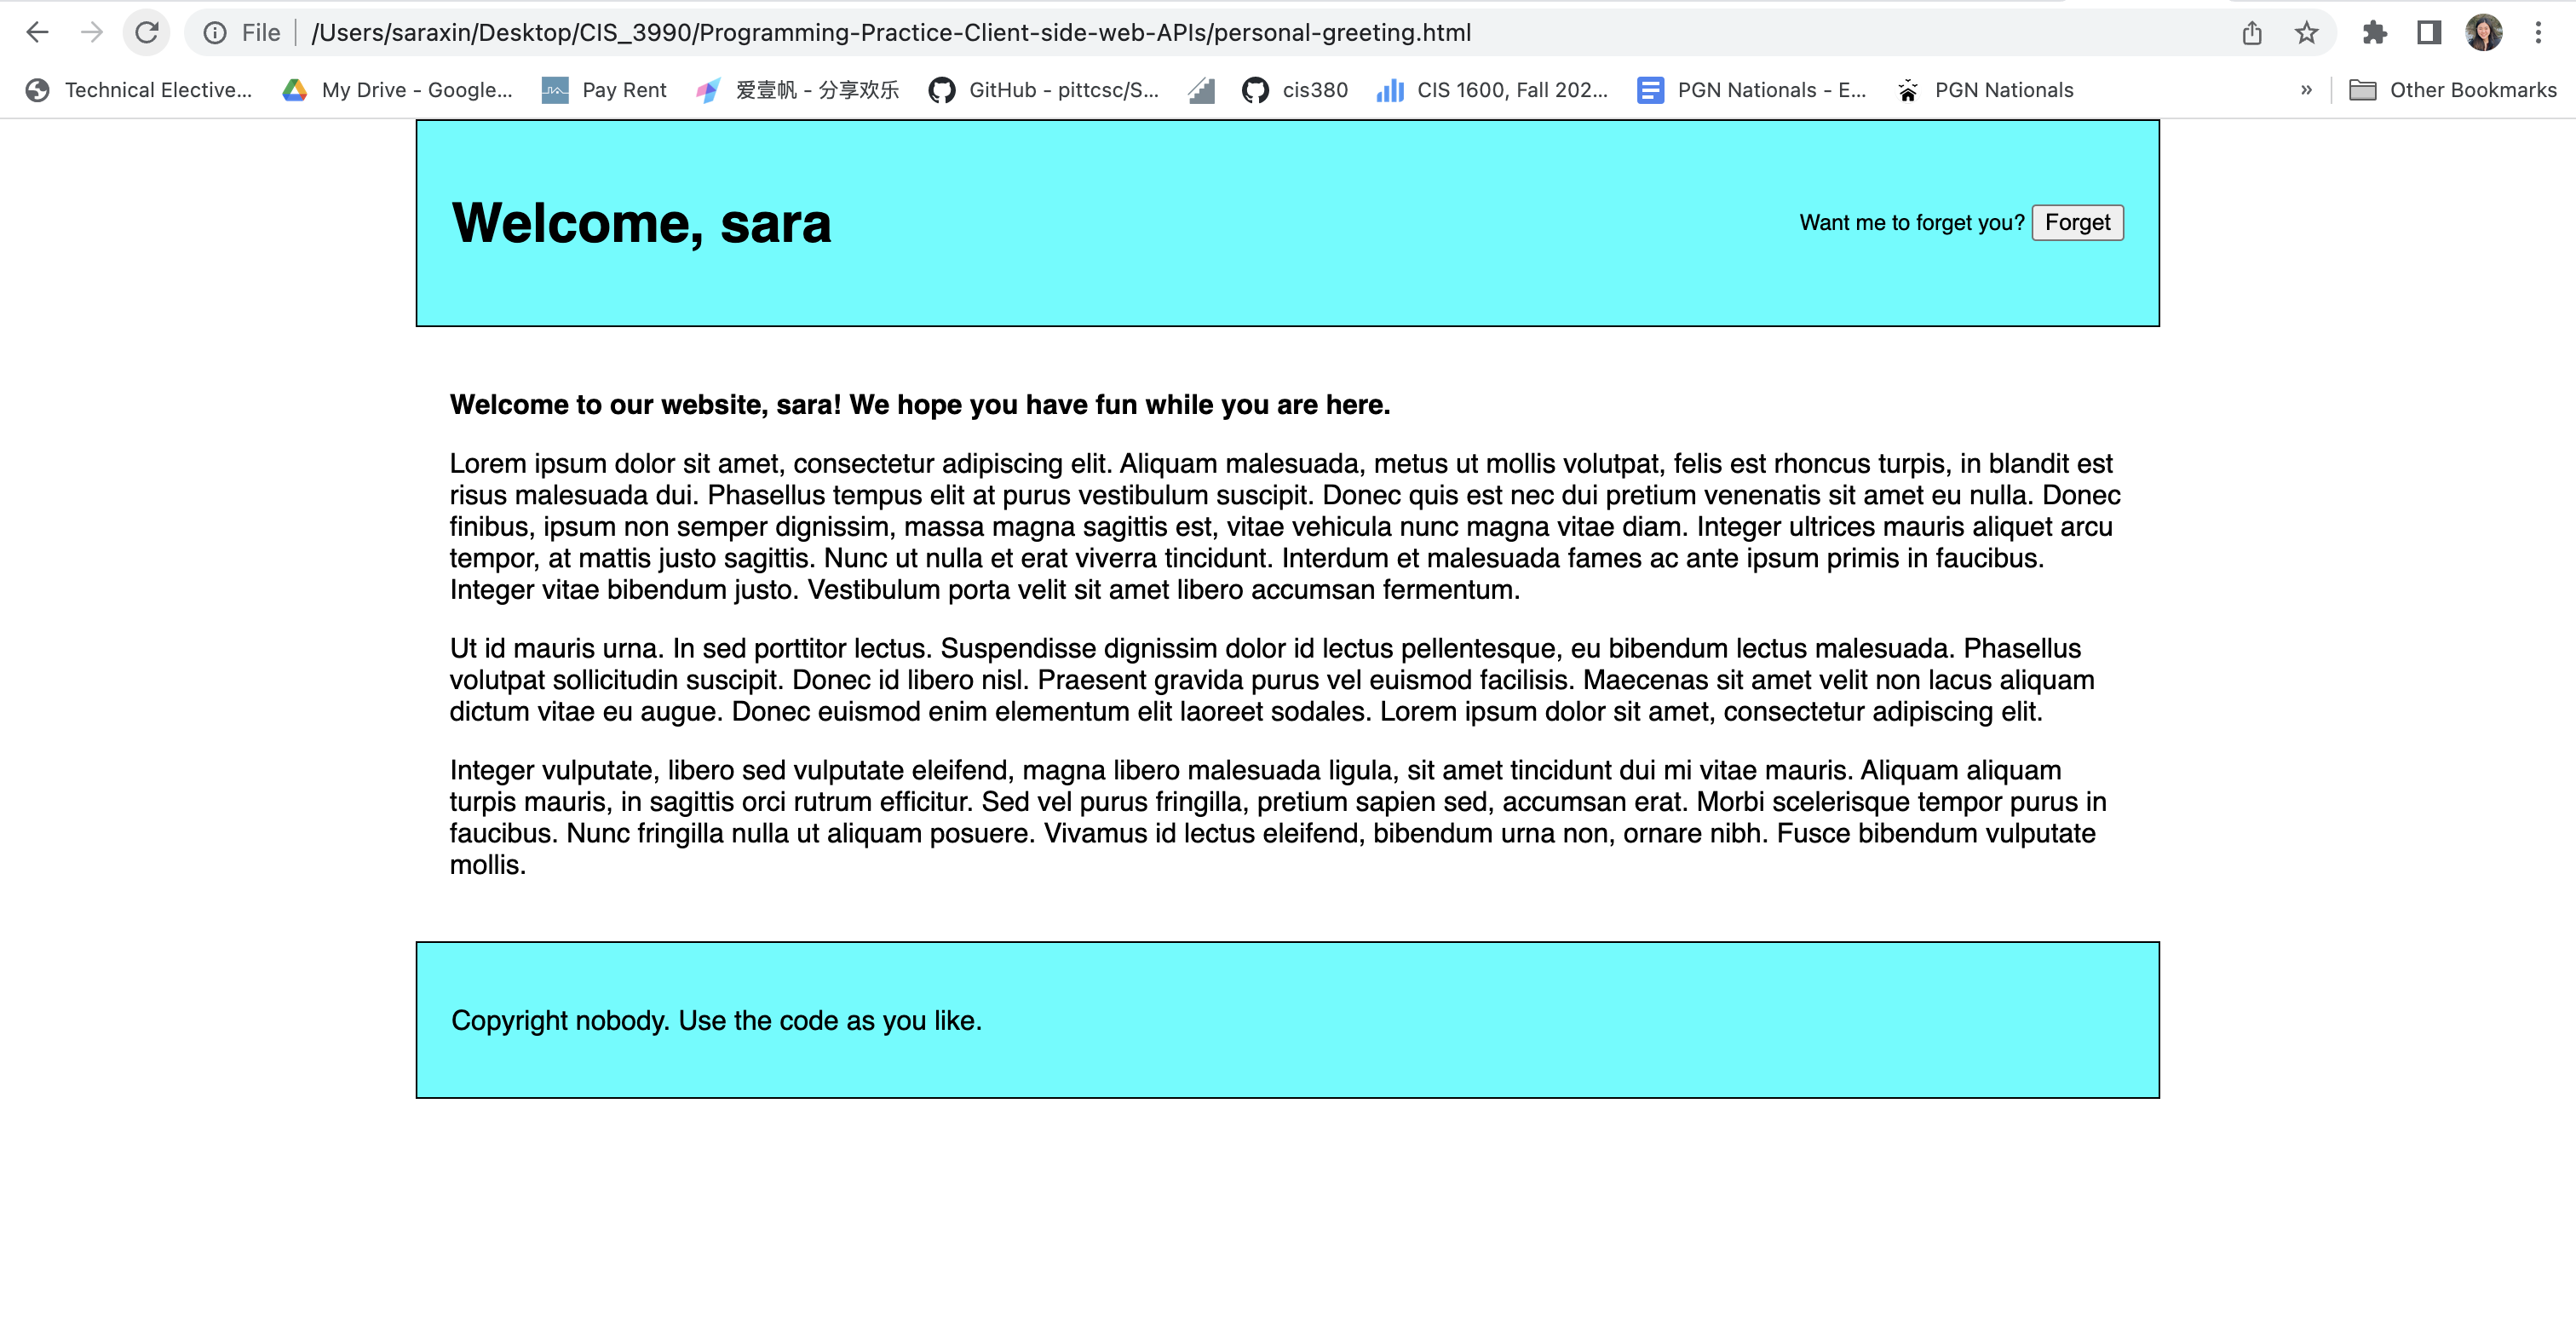 File | /Users/saraxin/Desktop/CIS_3990/Programming-Practice-Client-side-web-APIs/personal-greeting.html
Technical Elective... My Drive - Google... Pay Rent 爱壹帆 - 分享欢乐 GitHub - pittcsc/S... cis380 CIS 1600, Fall 202... PGN Nationals - E... PGN Nationals » Other Bookmarks
Welcome, sara
Want me to forget you? Forget
Welcome to our website, sara! We hope you have fun while you are here.
Lorem ipsum dolor sit amet, consectetur adipiscing elit. Aliquam malesuada, metus ut mollis volutpat, felis est rhoncus turpis, in blandit est
risus malesuada dui. Phasellus tempus elit at purus vestibulum suscipit. Donec quis est nec dui pretium venenatis sit amet eu nulla. Donec
finibus, ipsum non semper dignissim, massa magna sagittis est, vitae vehicula nunc magna vitae diam. Integer ultrices mauris aliquet arcu
tempor, at mattis justo sagittis. Nunc ut nulla et erat viverra tincidunt. Interdum et malesuada fames ac ante ipsum primis in faucibus.
Integer vitae bibendum justo. Vestibulum porta velit sit amet libero accumsan fermentum.
Ut id mauris urna. In sed porttitor lectus. Suspendisse dignissim dolor id lectus pellentesque, eu bibendum lectus malesuada. Phasellus
volutpat sollicitudin suscipit. Donec id libero nisl. Praesent gravida purus vel euismod facilisis. Maecenas sit amet velit non lacus aliquam
dictum vitae eu augue. Donec euismod enim elementum elit laoreet sodales. Lorem ipsum dolor sit amet, consectetur adipiscing elit.
Integer vulputate, libero sed vulputate eleifend, magna libero malesuada ligula, sit amet tincidunt dui mi vitae mauris. Aliquam aliquam
turpis mauris, in sagittis orci rutrum efficitur. Sed vel purus fringilla, pretium sapien sed, accumsan erat. Morbi scelerisque tempor purus in
faucibus. Nunc fringilla nulla ut aliquam posuere. Vivamus id lectus eleifend, bibendum urna non, ornare nibh. Fusce bibendum vulputate
mollis.
Copyright nobody. Use the code as you like.